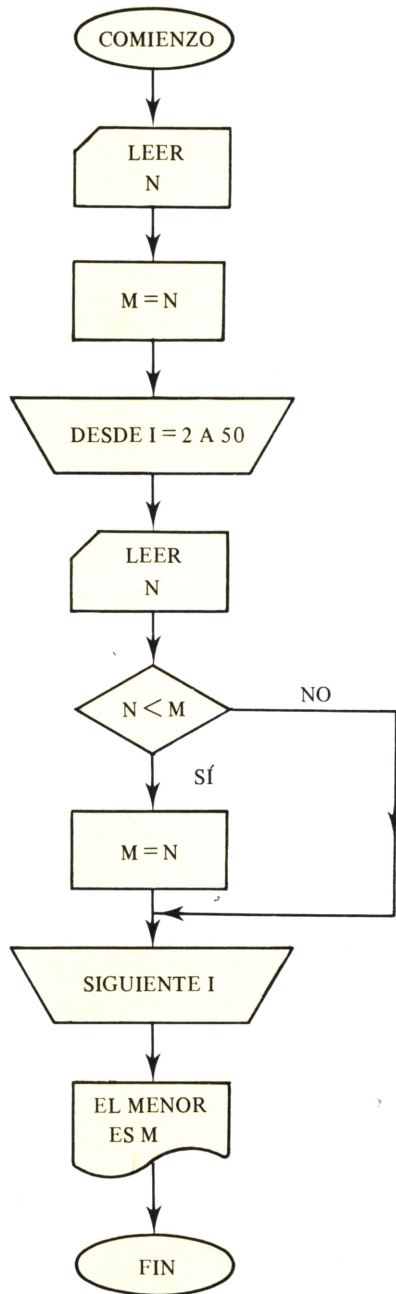 COMIENZO
LEER
N
M = N
DESDE I = 2 A 50
LEER
N
N < M
NO
SÍ
M = N
SIGUIENTE I
EL MENOR
ES M
FIN